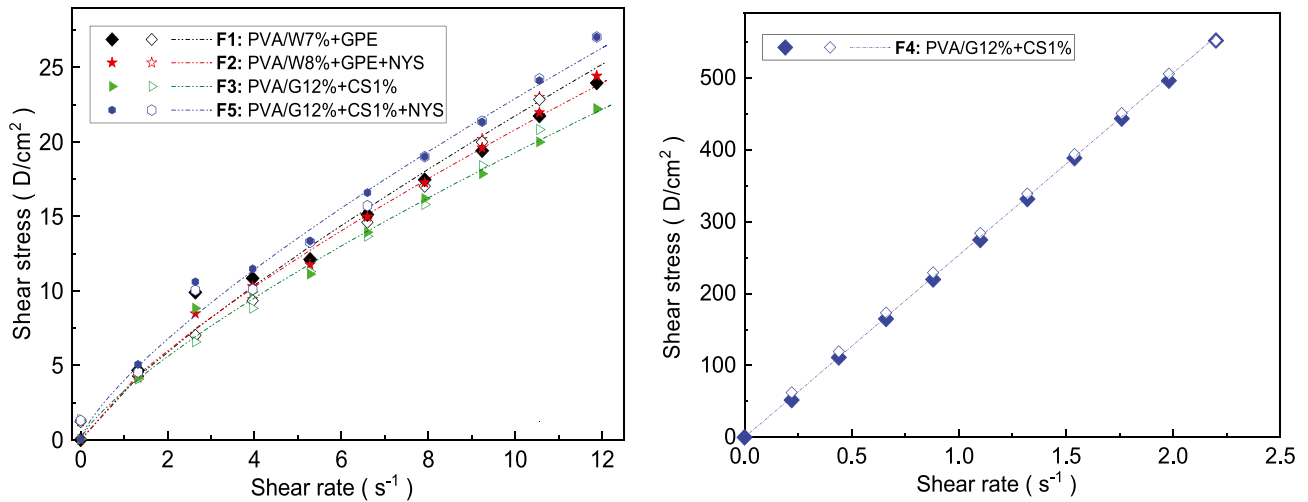 F1: PVA/W7%+GPE
F2: PVA/W8%+GPE+NYS
F3: PVA/G12%+CS1%
F5: PVA/G12%+CS1%+NYS
Shear stress ( D/cm²)
25
20
15
10
5
0
0 2 4 6 8 10 12
Shear rate ( s⁻¹)
F4: PVA/G12%+CS1%
Shear stress ( D/cm²)
500
400
300
200
100
0
0.0 0.5 1.0 1.5 2.0 2.5
Shear rate ( s⁻¹)